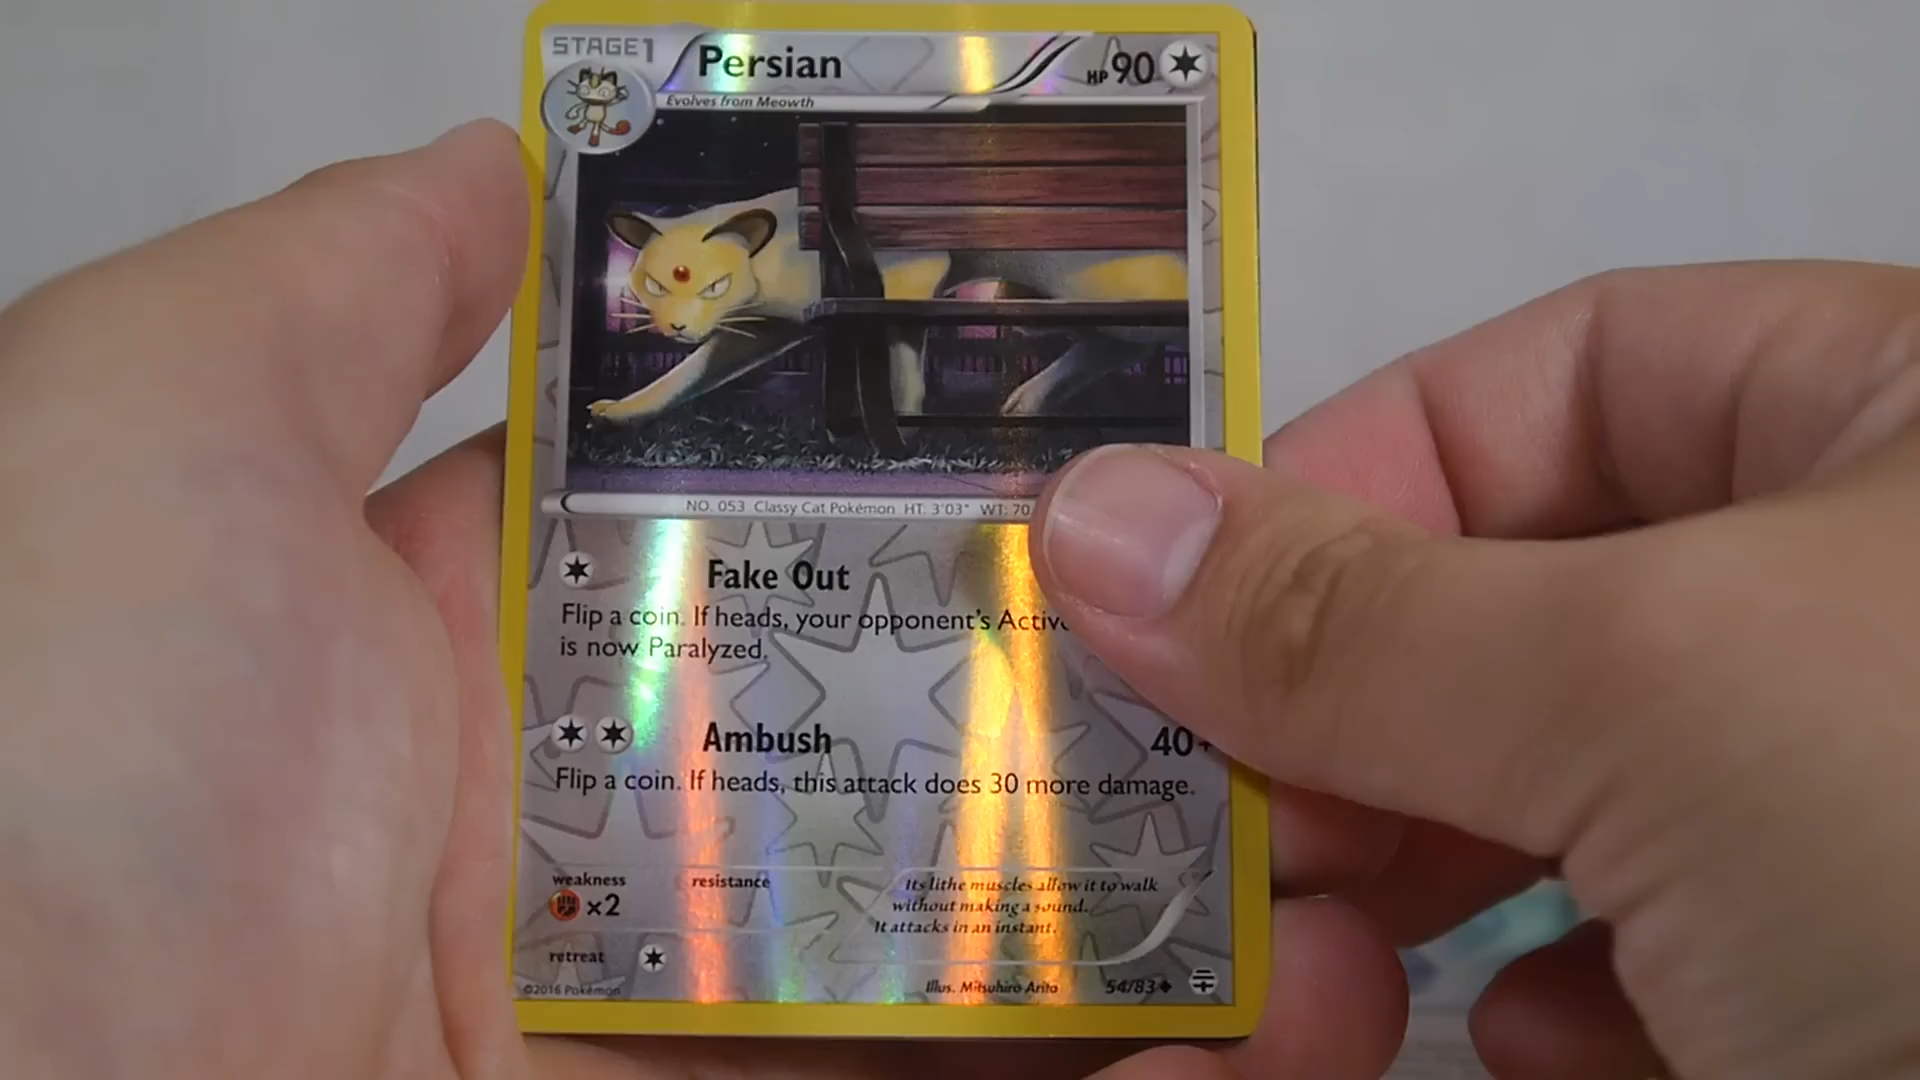 STAGE1
Persian
HP 90
Evolves from Meowth
NO. 053 Classy Cat Pokémon HT: 3'03" WT: 70
Fake Out
Flip a coin. If heads, your opponent's
is now Paralyzed.
Ambush
40+
Flip a coin. If heads, this attack does 30 more damage.
weakness
×2
resistance
Its lithe muscles allow it to walk
without making a sound.
It attacks in an instant.
retreat
©2016 Pokémon
Illus. Mitsuhiro Arita
54/83